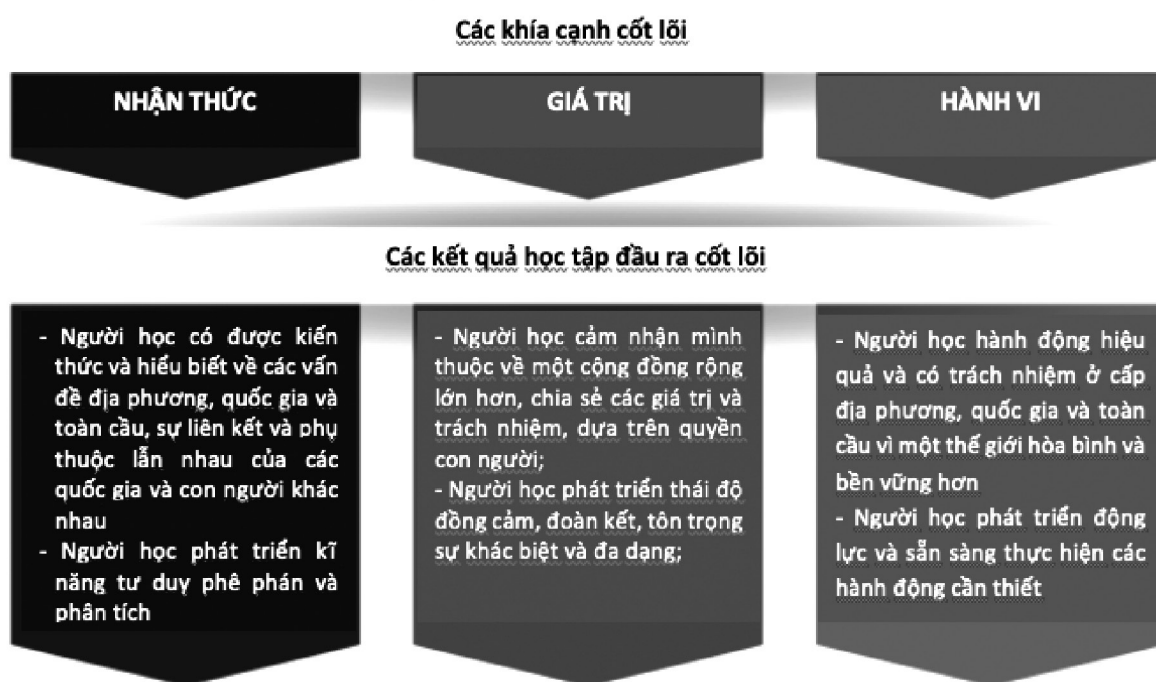 Các khía cạnh cốt lõi
NHẬN THỨC
GIÁ TRỊ
HÀNH VI
Các kết quả học tập đầu ra cốt lõi
- Người học có được kiến
thức và hiểu biết về các vấn
đề địa phương, quốc gia và
toàn cầu, sự liên kết và phụ
thuộc lẫn nhau của các
quốc gia và con người khác
nhau
- Người học phát triển kĩ
năng tư duy phê phán và
phân tích
- Người học cảm nhận mình
thuộc về một cộng đồng rộng
lớn hơn, chia sẻ các giá trị và
trách nhiệm, dựa trên quyền
con người;
- Người học phát triển thái độ
đồng cảm, đoàn kết, tôn trọng
sự khác biệt và đa dạng;
- Người học hành động hiệu
quả và có trách nhiệm ở cấp
địa phương, quốc gia và toàn
cầu vì một thế giới hòa bình và
bền vững hơn
- Người học phát triển động
lực và sẵn sàng thực hiện các
hành động cần thiết